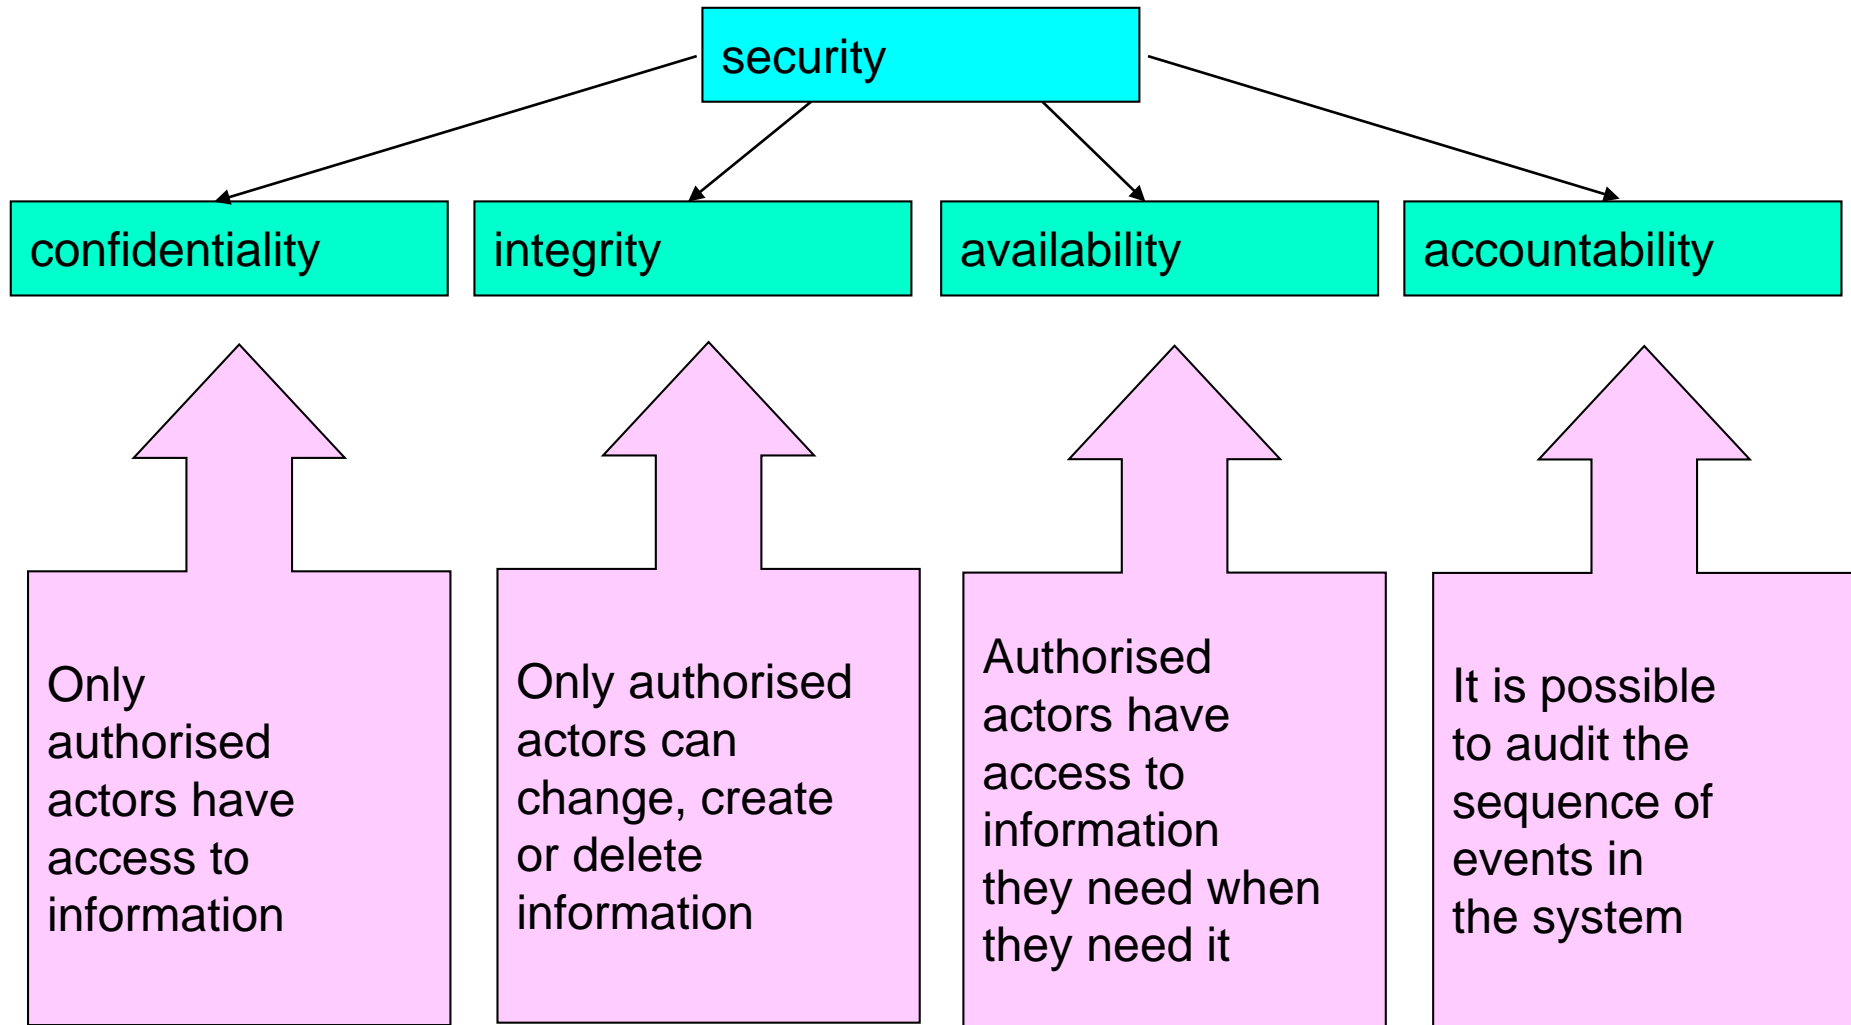 security
confidentiality
integrity
availability
accountability
Only
authorised
actors have
access to
information
Only authorised
actors can
change, create
or delete
information
Authorised
actors have
access to
information
they need when
they need it
It is possible
to audit the
sequence of
events in
the system